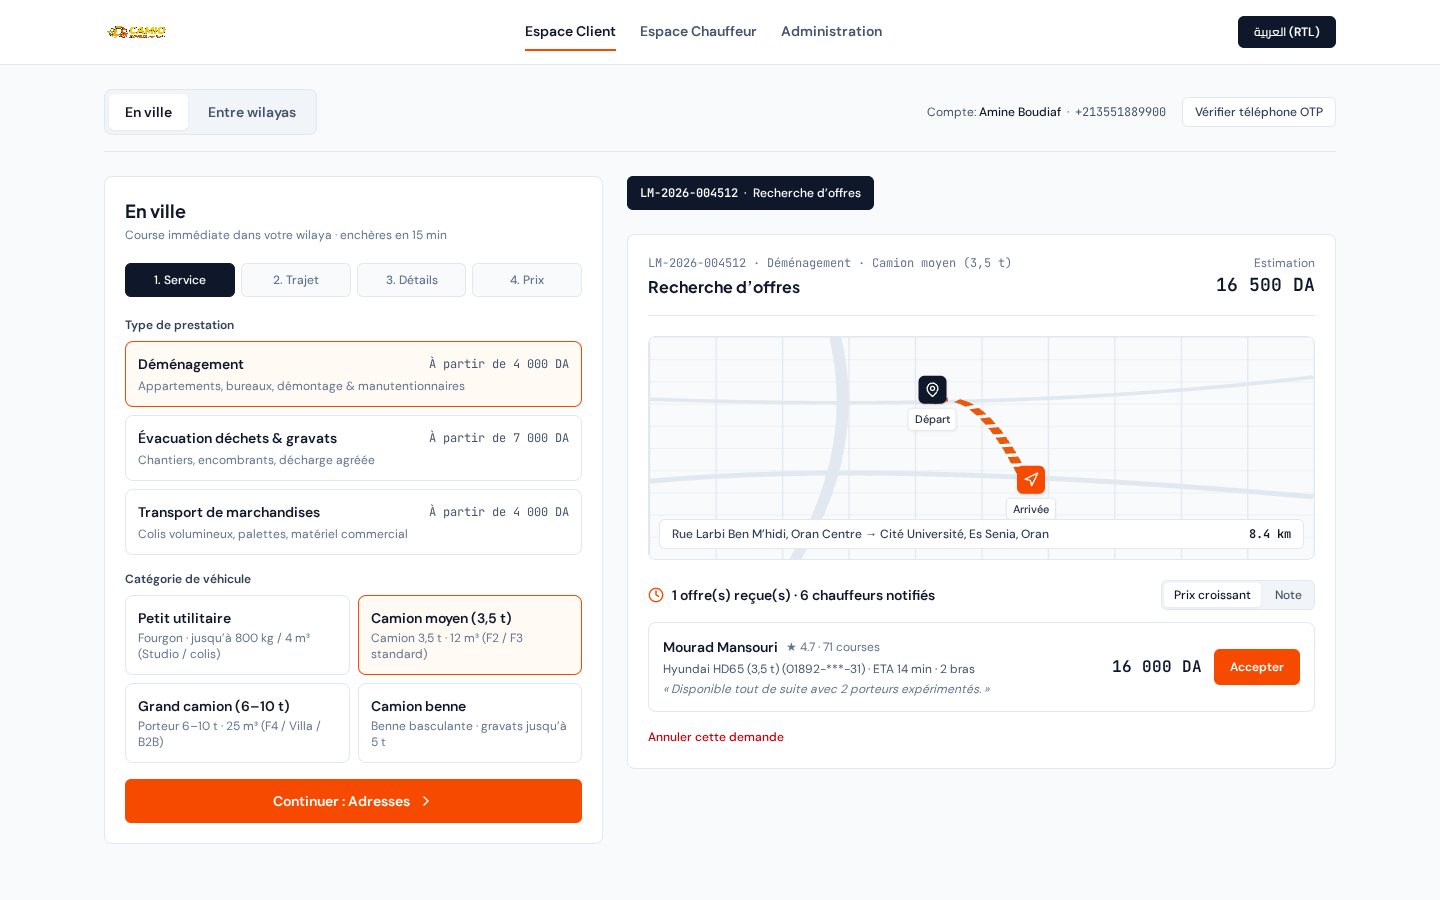 CAMIO
Espace Client
Espace Chauffeur
Administration
العربية (RTL)
En ville
Entre wilayas
Compte: Amine Boudiaf · +213551889900
Vérifier téléphone OTP
En ville
Course immédiate dans votre wilaya · enchères en 15 min
1. Service
2. Trajet
3. Détails
4. Prix
Type de prestation
Déménagement
À partir de 4 000 DA
Appartements, bureaux, démontage & manutentionnaires
Évacuation déchets & gravats
À partir de 7 000 DA
Chantiers, encombrants, décharge agréée
Transport de marchandises
À partir de 4 000 DA
Colis volumineux, palettes, matériel commercial
Catégorie de véhicule
Petit utilitaire
Fourgon · jusqu’à 800 kg / 4 m³
(Studio / colis)
Camion moyen (3,5 t)
Camion 3,5 t · 12 m³ (F2 / F3
standard)
Grand camion (6–10 t)
Porteur 6–10 t · 25 m³ (F4 / Villa /
B2B)
Camion benne
Benne basculante · gravats jusqu’à
5 t
Continuer : Adresses
LM-2026-004512 · Recherche d’offres
LM-2026-004512 · Déménagement · Camion moyen (3,5 t)
Recherche d’offres
Estimation
16 500 DA
Départ
Arrivée
Rue Larbi Ben M’hidi, Oran Centre → Cité Université, Es Senia, Oran
8.4 km
1 offre(s) reçue(s) · 6 chauffeurs notifiés
Prix croissant
Note
Mourad Mansouri ★ 4.7 · 71 courses
Hyundai HD65 (3,5 t) (01892-***-31) · ETA 14 min · 2 bras
« Disponible tout de suite avec 2 porteurs expérimentés. »
16 000 DA
Accepter
Annuler cette demande